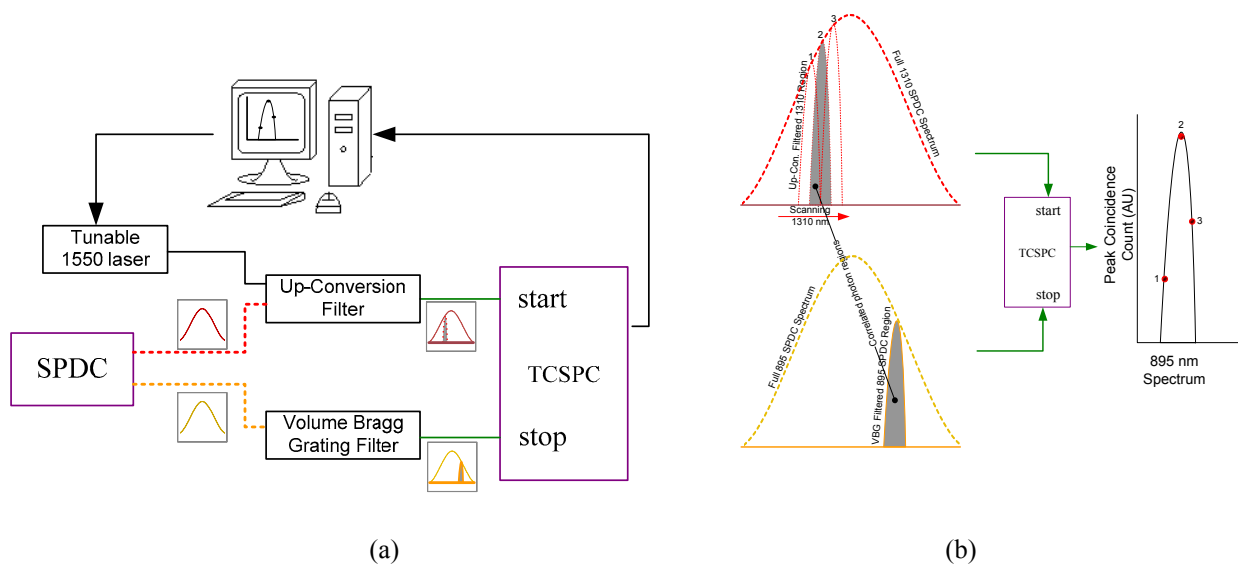 Tunable
1550 laser
Up-Conversion
Filter
SPDC
Volume Bragg
Grating Filter
start
TCSPC
stop
(a)
1
2
3
Up-Con. Filtered 1310 Region
Full 1310 SPDC Spectrum
Scanning
1310 nm
Correlated photon regions
Full 895 SPDC Spectrum
VBG Filtered 895 SPDC Region
start
TCSPC
stop
Peak Coincidence
Count (AU)
2
3
1
895 nm
Spectrum
(b)